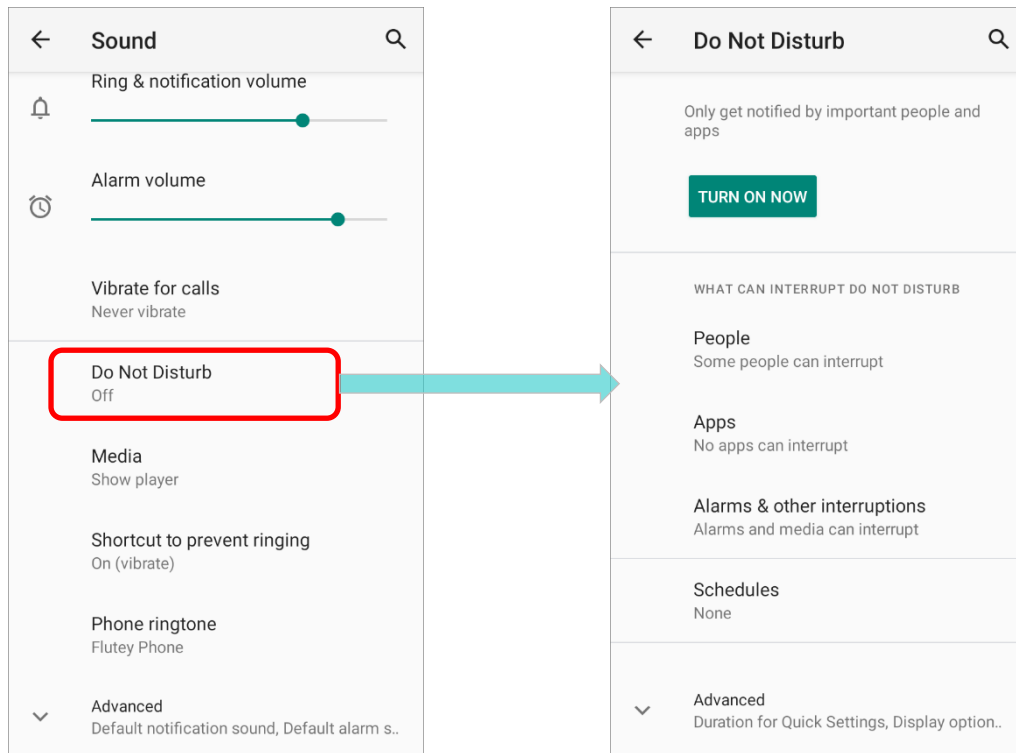 Sound
Ring & notification volume
Alarm volume
Vibrate for calls
Never vibrate
Do Not Disturb
Off
Media
Show player
Shortcut to prevent ringing
On (vibrate)
Phone ringtone
Flutey Phone
Advanced
Default notification sound, Default alarm s..
Do Not Disturb
Only get notified by important people and
apps
TURN ON NOW
WHAT CAN INTERRUPT DO NOT DISTURB
People
Some people can interrupt
Apps
No apps can interrupt
Alarms & other interruptions
Alarms and media can interrupt
Schedules
None
Advanced
Duration for Quick Settings, Display option..